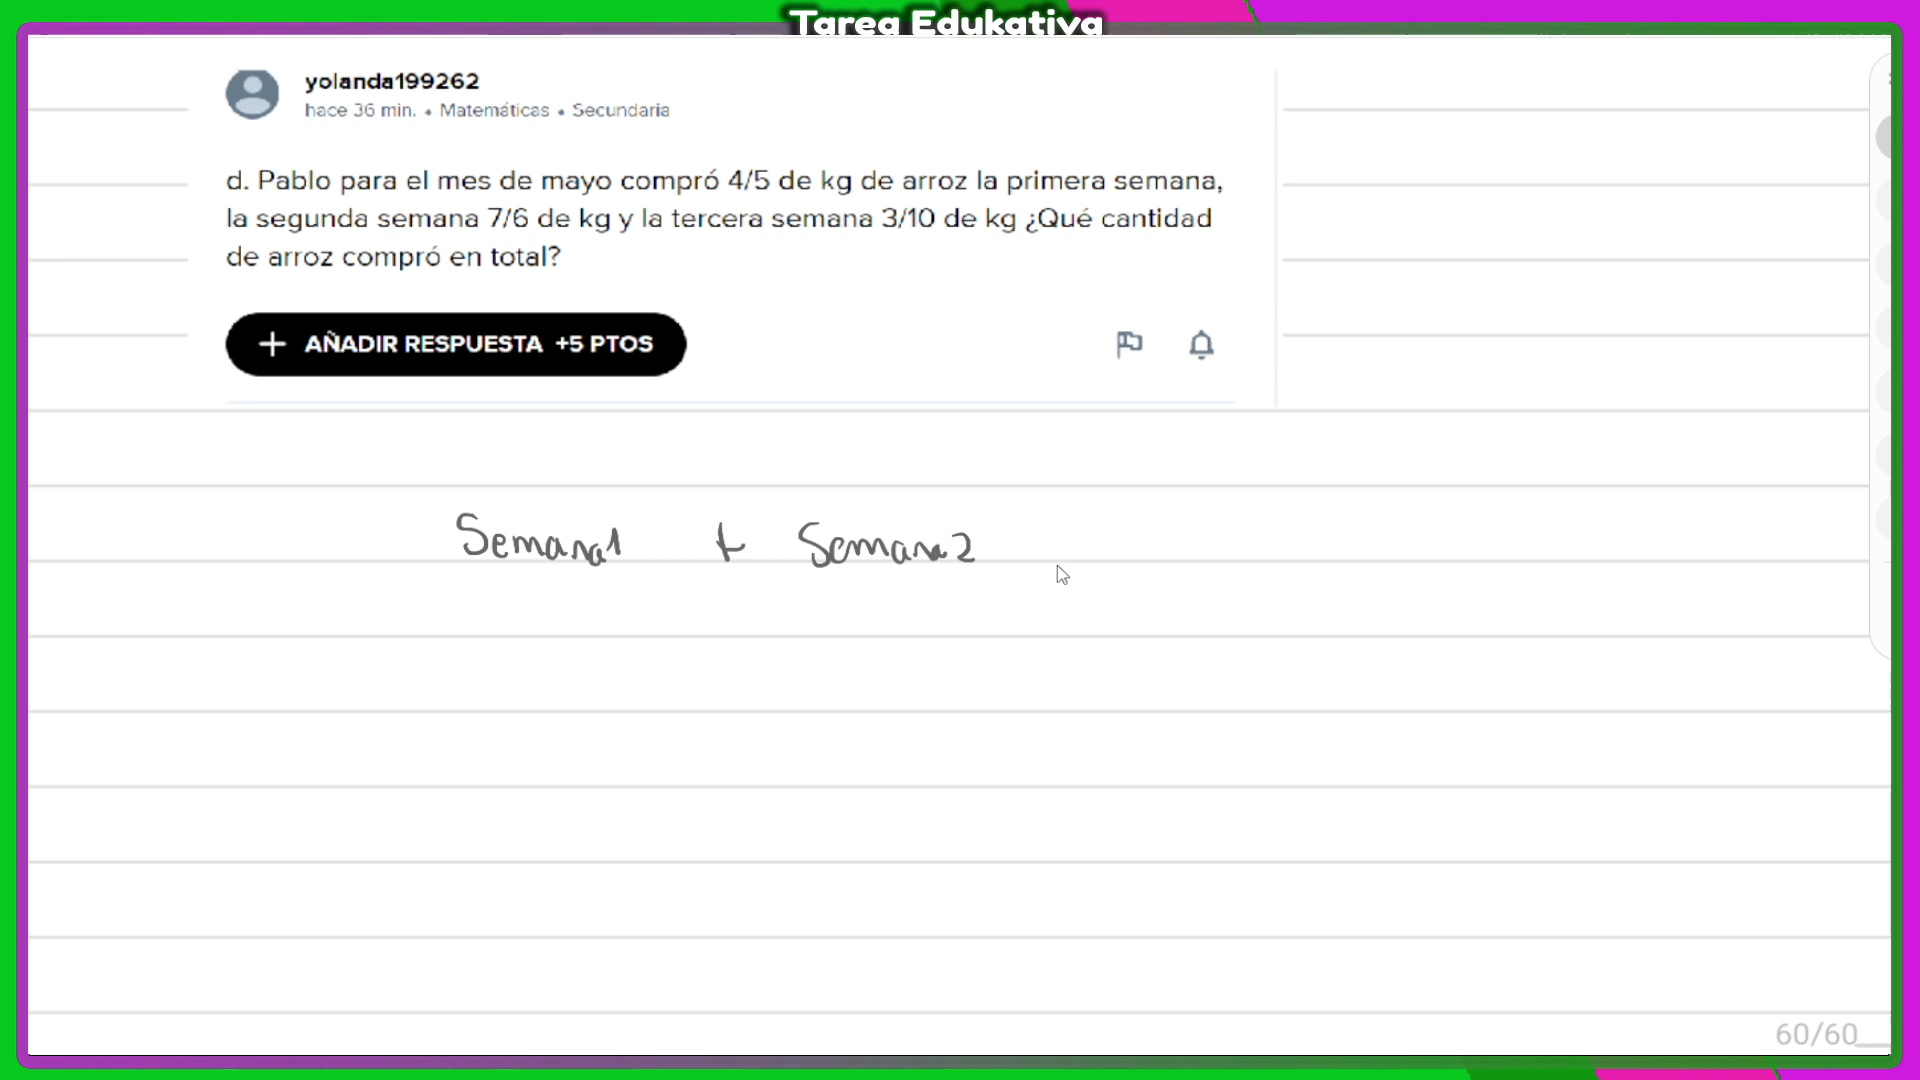 Tarea Edukativa
yolanda199262
hace 36 min. • Matemáticas • Secundaria
d. Pablo para el mes de mayo compró 4/5 de kg de arroz la primera semana,
la segunda semana 7/6 de kg y la tercera semana 3/10 de kg ¿Qué cantidad
de arroz compró en total?
+ AÑADIR RESPUESTA +5 PTOS
Semana1 + Semana2
60/60